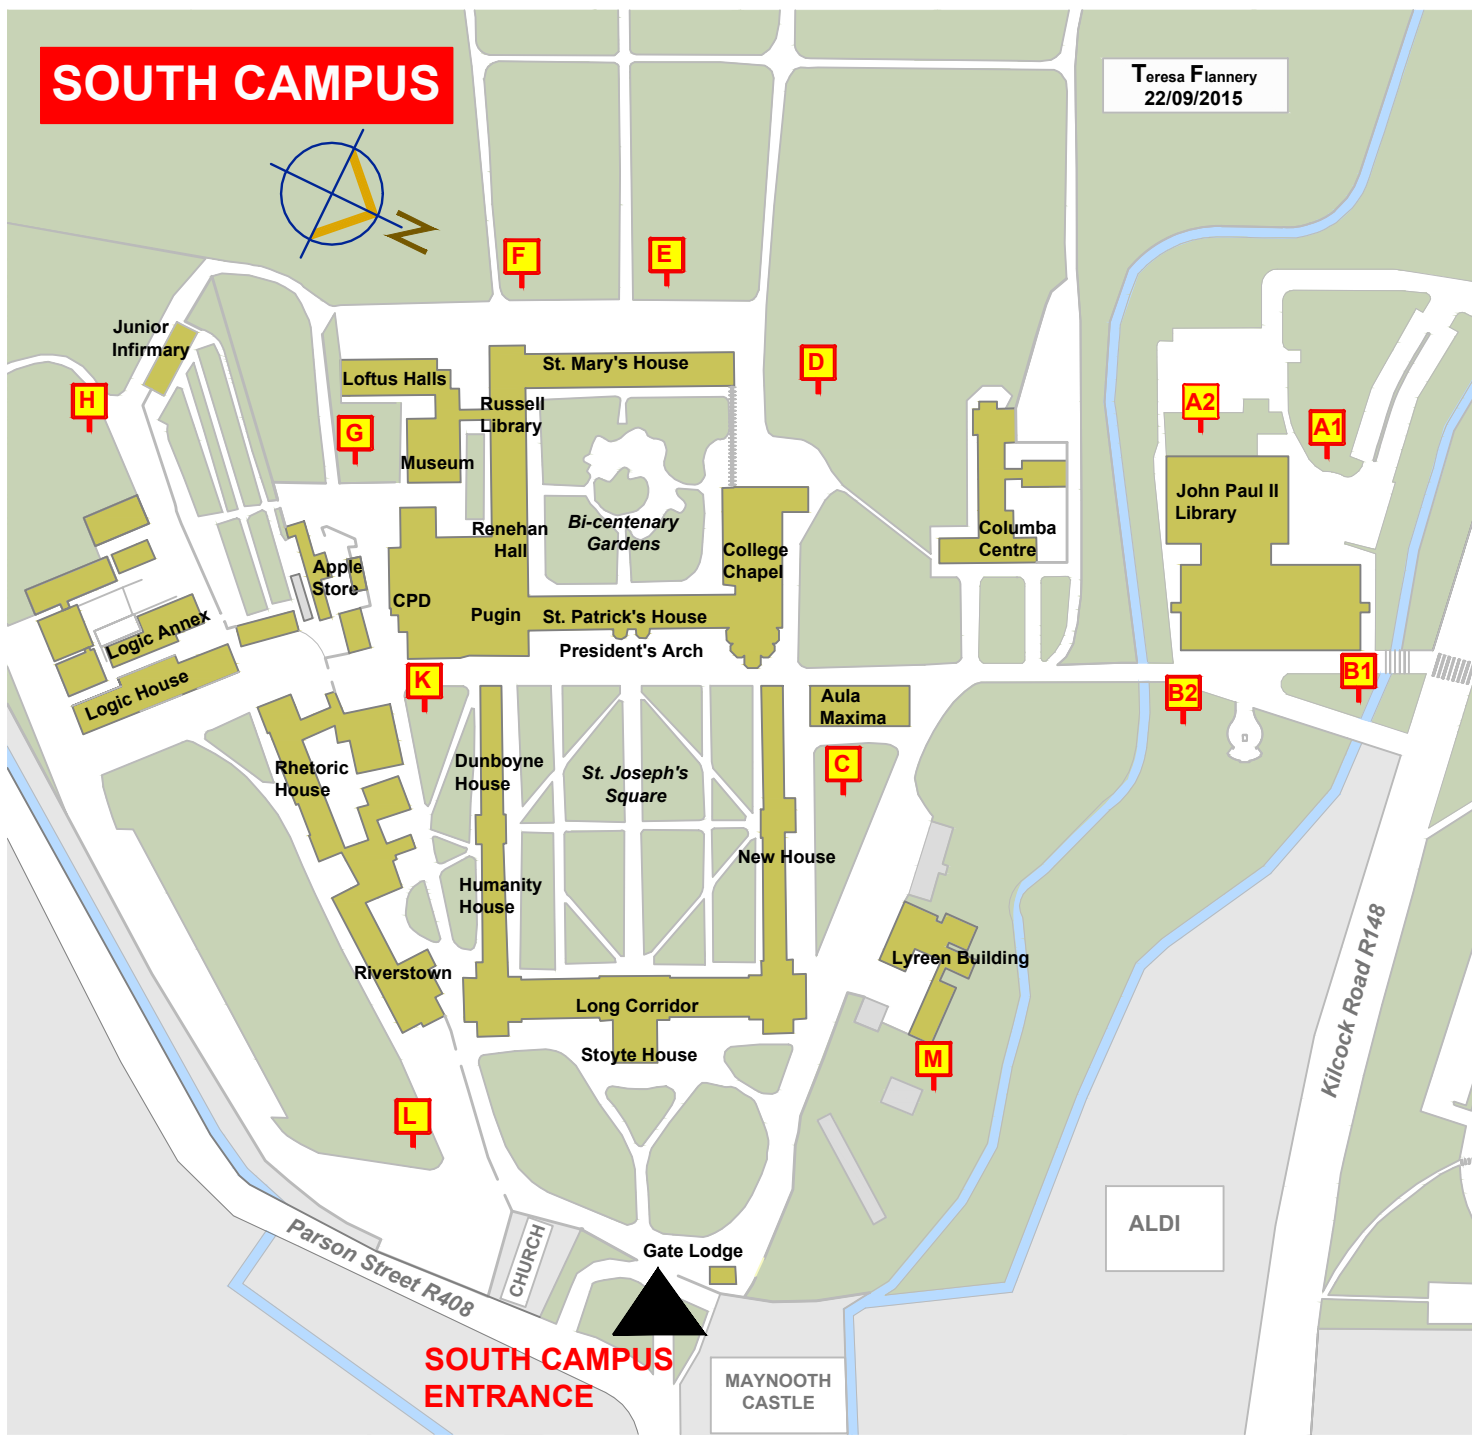 SOUTH CAMPUS
Teresa Flannery
22/09/2015
N
F
E
Junior
Infirmary
H
Loftus Halls
St. Mary's House
D
A2
A1
G
Russell
Library
Museum
John Paul II
Library
Renehan
Hall
Bi-centenary
Gardens
College
Chapel
Columba
Centre
Apple
Store
CPD
Pugin
St. Patrick's House
President's Arch
Logic Annex
Logic House
K
B2
B1
Aula
Maxima
Rhetoric
House
Dunboyne
House
St. Joseph's
Square
C
New House
Humanity
House
Riverstown
Lyreen Building
Long Corridor
Stoyte House
M
Kilcock Road R148
L
ALDI
Parson Street R408
CHURCH
Gate Lodge
SOUTH CAMPUS
ENTRANCE
MAYNOOTH
CASTLE